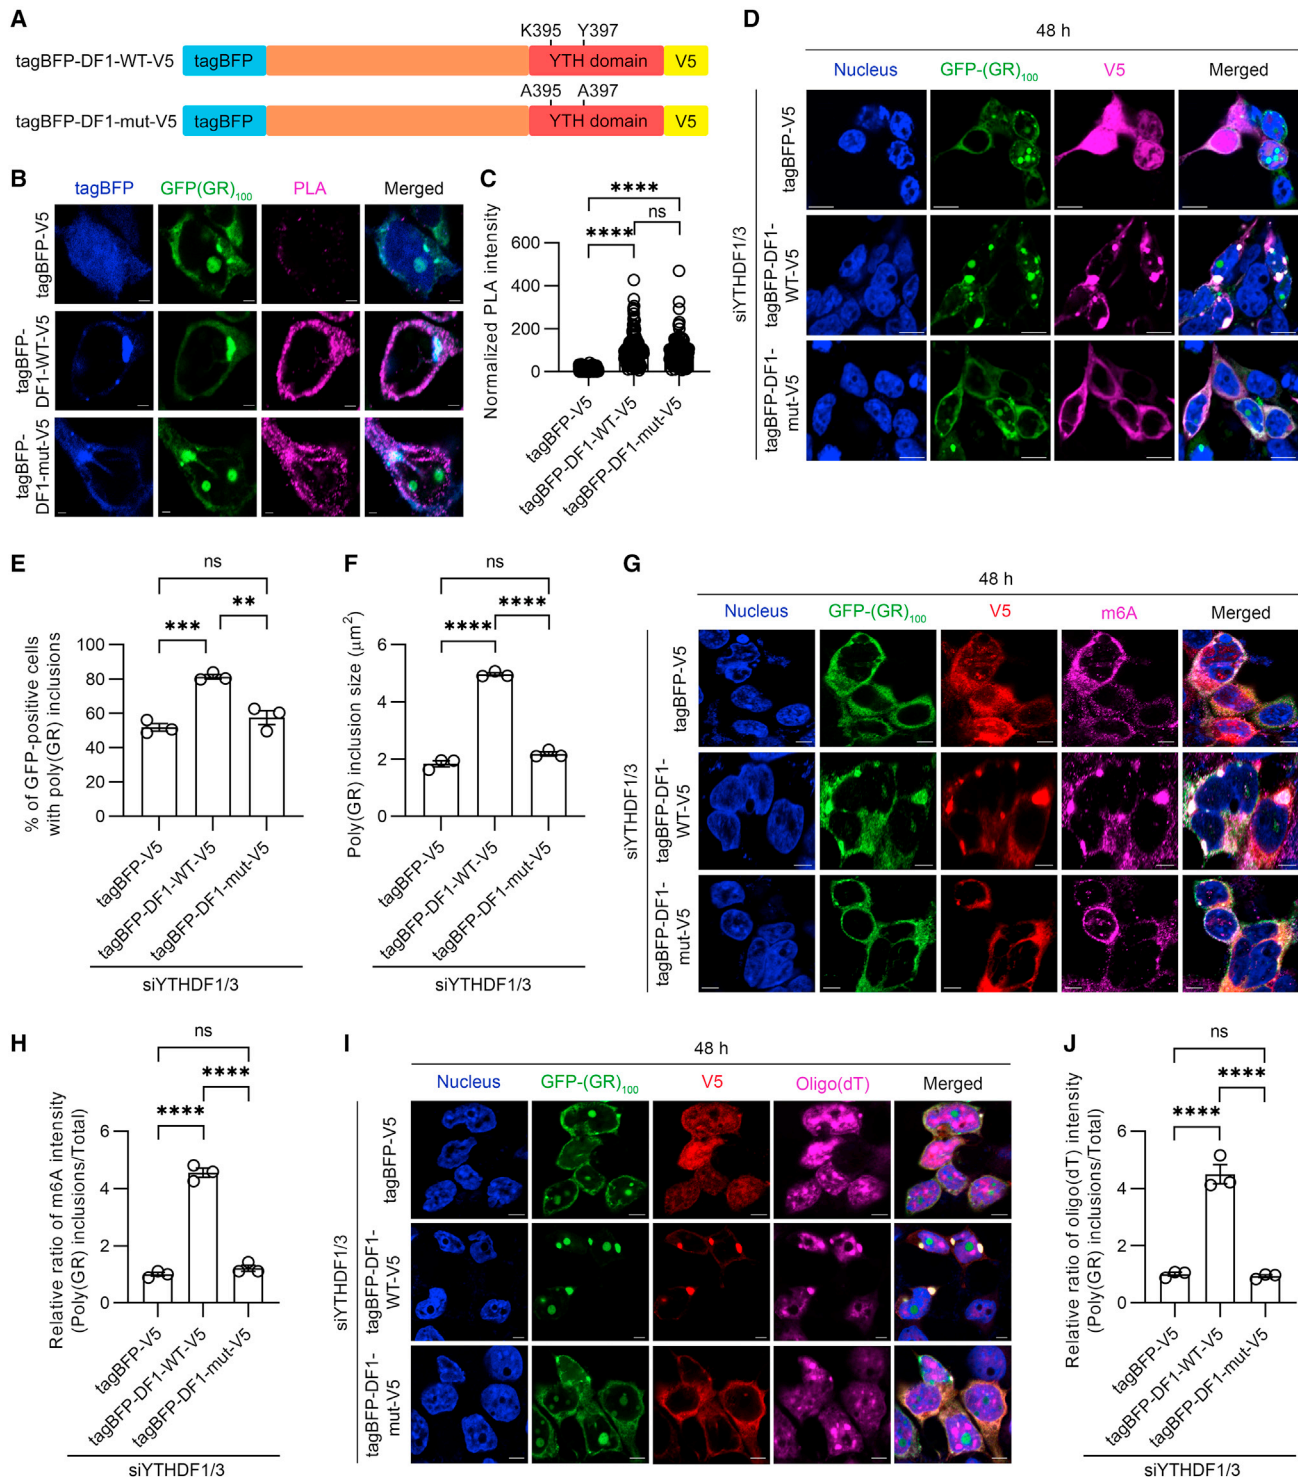 A
K395 Y397
tagBFP-DF1-WT-V5 tagBFP YTH domain V5
A395 A397
tagBFP-DF1-mut-V5 tagBFP YTH domain V5
B
tagBFP GFP(GR)100 PLA Merged
tagBFP-V5
tagBFP-
DF1-WT-V5
tagBFP-
DF1-mut-V5
C
****
ns
****
Normalized PLA intensity
600
400
200
0
tagBFP-V5
tagBFP-DF1-WT-V5
tagBFP-DF1-mut-V5
D
48 h
Nucleus GFP-(GR)100 V5 Merged
siYTHDF1/3
tagBFP-V5
tagBFP-DF1-
WT-V5
tagBFP-DF1-
mut-V5
E
ns
**
***
% of GFP-positive cells
with poly(GR) inclusions
100
80
60
40
20
0
tagBFP-V5
tagBFP-DF1-WT-V5
tagBFP-DF1-mut-V5
siYTHDF1/3
F
ns
****
****
Poly(GR) inclusion size (μm2)
6
4
2
0
tagBFP-V5
tagBFP-DF1-WT-V5
tagBFP-DF1-mut-V5
siYTHDF1/3
G
48 h
Nucleus GFP-(GR)100 V5 m6A Merged
siYTHDF1/3
tagBFP-V5
tagBFP-DF1-
WT-V5
tagBFP-DF1-
mut-V5
H
ns
****
****
Relative ratio of m6A intensity
(Poly(GR) inclusions/Total)
6
4
2
0
tagBFP-V5
tagBFP-DF1-WT-V5
tagBFP-DF1-mut-V5
siYTHDF1/3
I
48 h
Nucleus GFP-(GR)100 V5 Oligo(dT) Merged
siYTHDF1/3
tagBFP-V5
tagBFP-DF1-
WT-V5
tagBFP-DF1-
mut-V5
J
ns
****
****
Relative ratio of oligo(dT) intensity
(Poly(GR) inclusions/Total)
6
4
2
0
tagBFP-V5
tagBFP-DF1-WT-V5
tagBFP-DF1-mut-V5
siYTHDF1/3